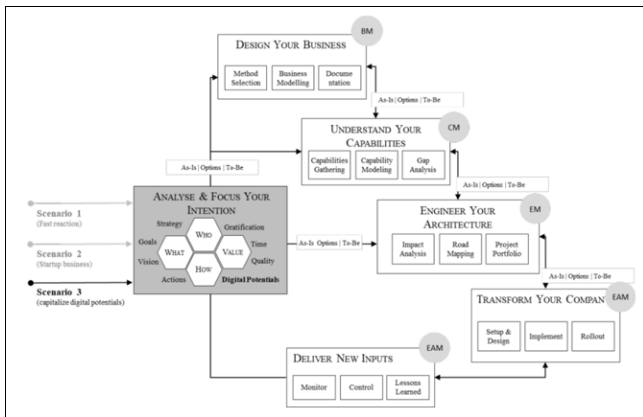 BM
DESIGN YOUR BUSINESS
Method
Selection
Business
Modelling
Docume
ntation
As-Is | Options | To-Be
CM
UNDERSTAND YOUR
CAPABILITIES
Capabilities
Gathering
Capability
Modeling
Gap
Analysis
As-Is | Options | To-Be
As-Is | Options | To-Be
EM
ENGINEER YOUR
ARCHITECTURE
Impact
Analysis
Road
Mapping
Project
Portfolio
ANALYSE & FOCUS YOUR
INTENTION
Strategy
WHO
Gratification
Goals
WHAT
VALUE
Time
Vision
Quality
HOW
Actions
Digital Potentials
Scenario 1
(Fast reaction)
Scenario 2
(Startup business)
Scenario 3
(capitalize digital potentials)
As-Is Options | To-Be
As-Is | Options | To-Be
EAM
TRANSFORM YOUR COMPAN
Setup &
Design
Implement
Rollout
EAM
DELIVER NEW INPUTS
Monitor
Control
Lessons
Learned